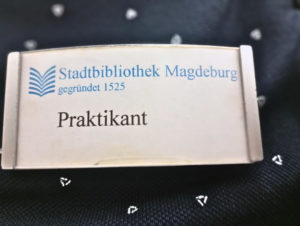 Stadtbibliothek Magdeburg
gegründet 1525
Praktikant